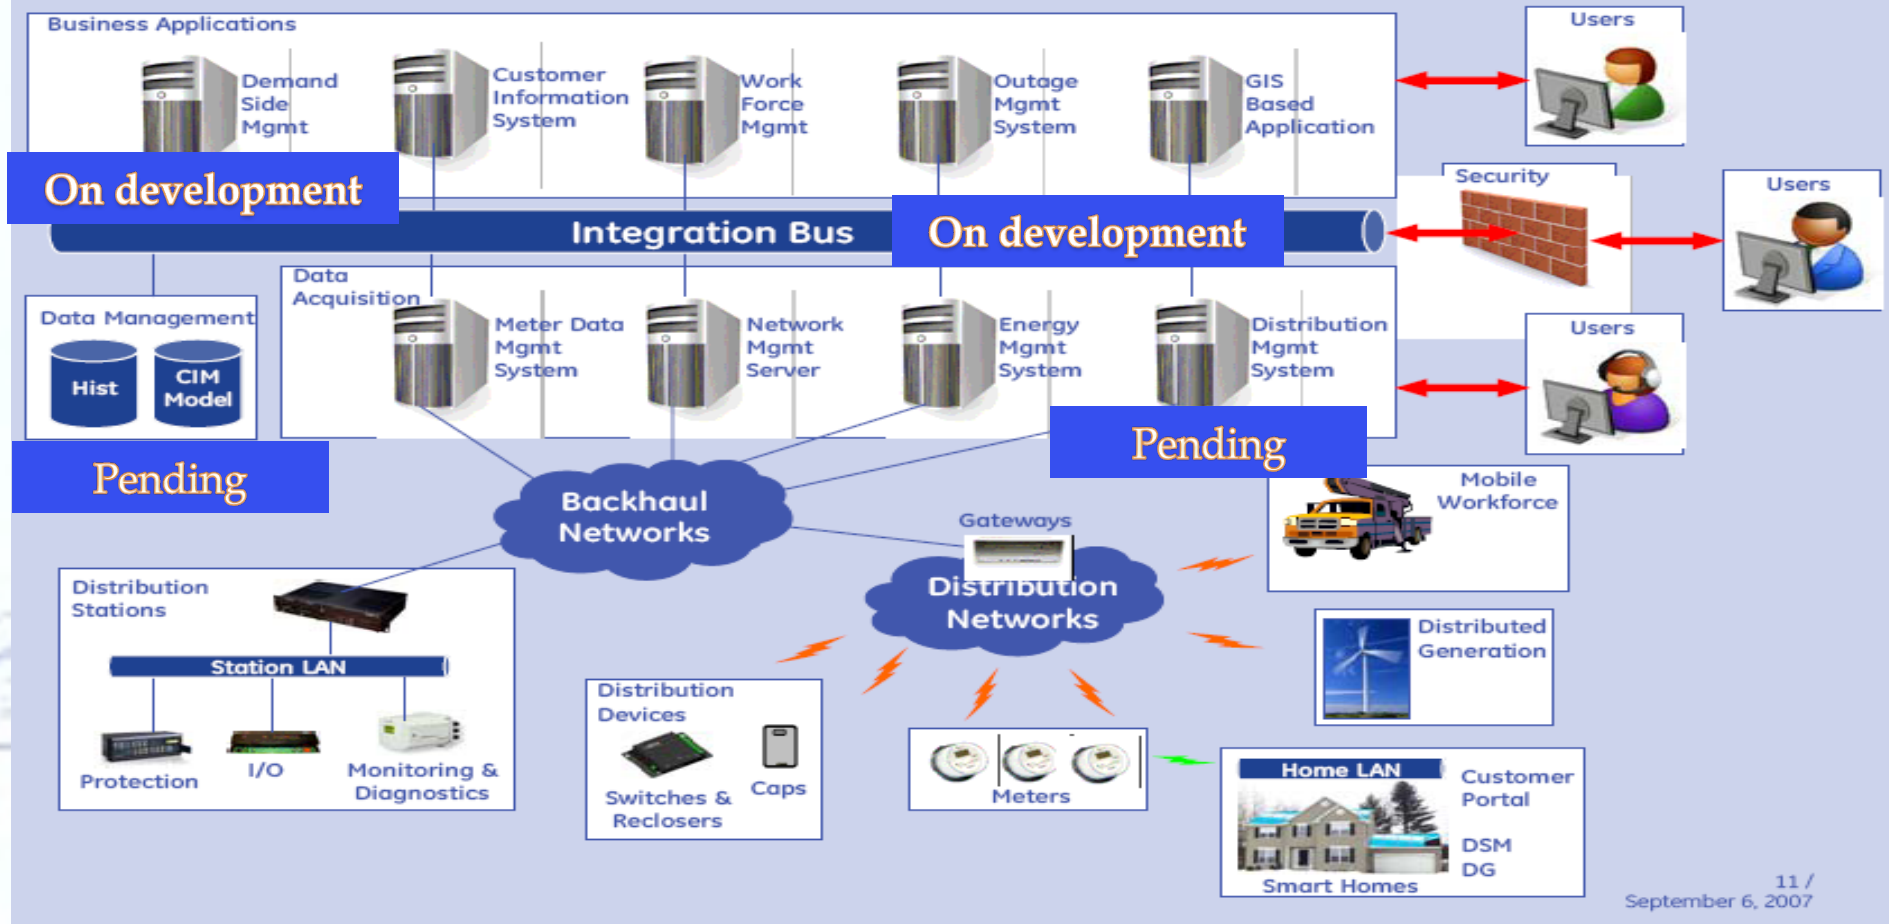 Business Applications
Demand
Side
Mgmt
Customer
Information
System
Work
Force
Mgmt
Outage
Mgmt
System
GIS
Based
Application
Users
On development
Security
Users
Integration Bus
On development
Data
Acquisition
Data Management
Hist
CIM
Model
Meter Data
Mgmt
System
Network
Mgmt
Server
Energy
Mgmt
System
Distribution
Mgmt
System
Users
Pending
Pending
Backhaul
Networks
Gateways
Distribution
Networks
Mobile
Workforce
Distribution
Stations
Station LAN
Protection
I/O
Monitoring &
Diagnostics
Distribution
Devices
Switches &
Reclosers
Caps
Meters
Distributed
Generation
Home LAN
Customer
Portal
DSM
DG
Smart Homes
11 /
September 6, 2007